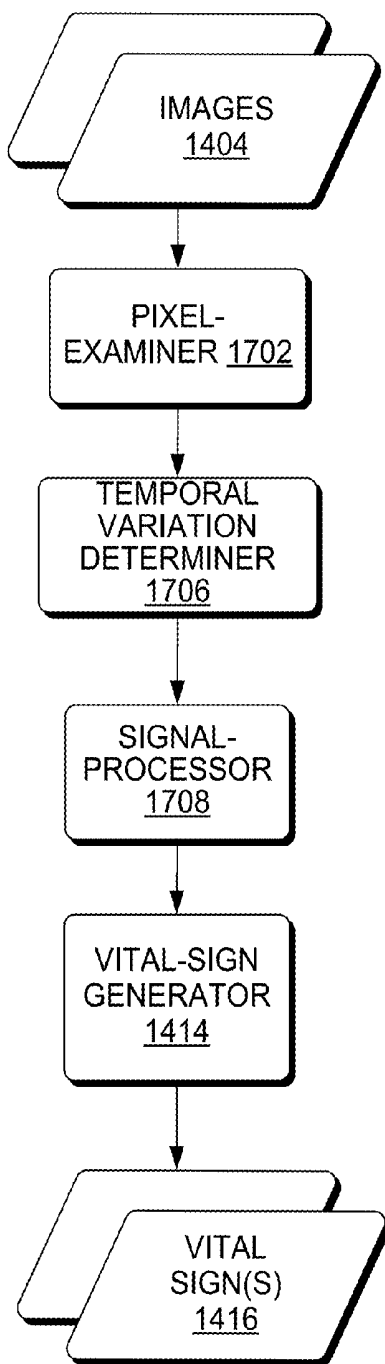 IMAGES
1404
PIXEL-
EXAMINER 1702
TEMPORAL
VARIATION
DETERMINER
1706
SIGNAL-
PROCESSOR
1708
VITAL-SIGN
GENERATOR
1414
VITAL
SIGN(S)
1416